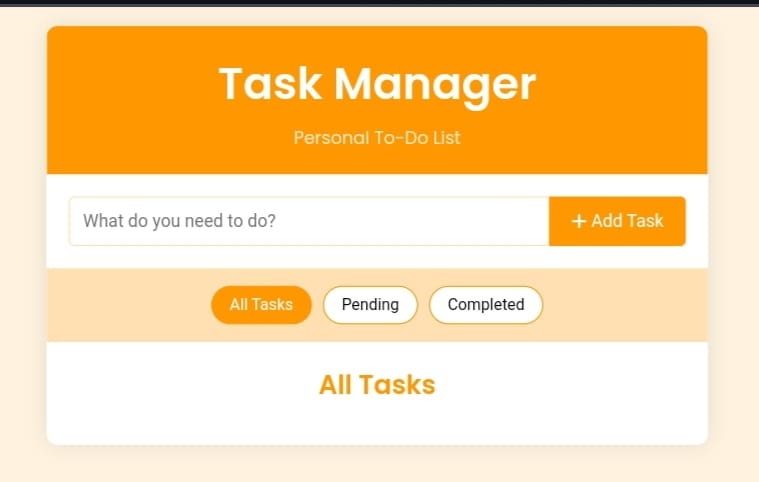 Task Manager
Personal To-Do List
What do you need to do?
+ Add Task
All Tasks
Pending
Completed
All Tasks